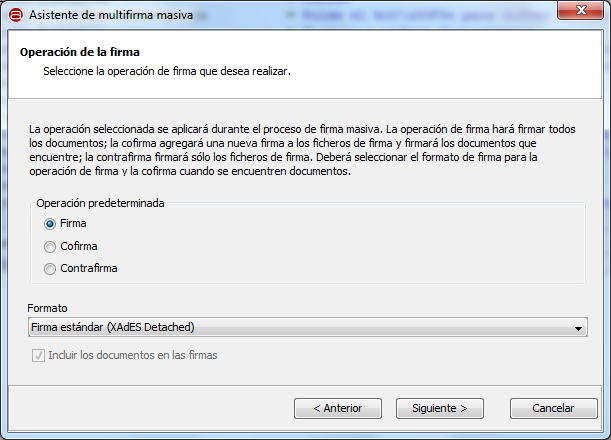 Asistente de multifirma masiva
Operación de la firma
Seleccione la operación de firma que desea realizar.
La operación seleccionada se aplicará durante el proceso de firma masiva. La operación de firma hará firmar todos
los documentos; la cofirma agregará una nueva firma a los ficheros de firma y firmará los documentos que
encuentre; la contrafirma firmará sólo los ficheros de firma. Deberá seleccionar el formato de firma para la
operación de firma y la cofirma cuando se encuentren documentos.
Operación predeterminada
Firma
Cofirma
Contrafirma
Formato
Firma estándar (XAdES Detached)
Incluir los documentos en las firmas
< Anterior
Siguiente >
Cancelar